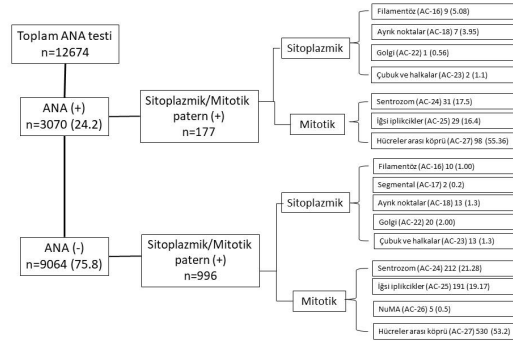 Toplam ANA testi
n=12674
ANA (+)
n=3070 (24.2)
Sitoplazmik/Mitotik
patern (+)
n=177
Sitoplazmik
Filamentöz (AC-16) 9 (5.08)
Ayrık noktalar (AC-18) 7 (3.95)
Golgi (AC-22) 1 (0.56)
Çubuk ve halkalar (AC-23) 2 (1.1)
Mitotik
Sentrozom (AC-24) 31 (17.5)
İğsi iplikcikler (AC-25) 29 (16.4)
Hücreler arası köprü (AC-27) 98 (55.36)
ANA (-)
n=9064 (75.8)
Sitoplazmik/Mitotik
patern (+)
n=996
Sitoplazmik
Filamentöz (AC-16) 10 (1.00)
Segmental (AC-17) 2 (0.2)
Ayrık noktalar (AC-18) 13 (1.3)
Golgi (AC-22) 20 (2.00)
Çubuk ve halkalar (AC-23) 13 (1.3)
Mitotik
Sentrozom (AC-24) 212 (21.28)
İğsi iplikcikler (AC-25) 191 (19.17)
NuMA (AC-26) 5 (0.5)
Hücreler arası köprü (AC-27) 530 (53.2)